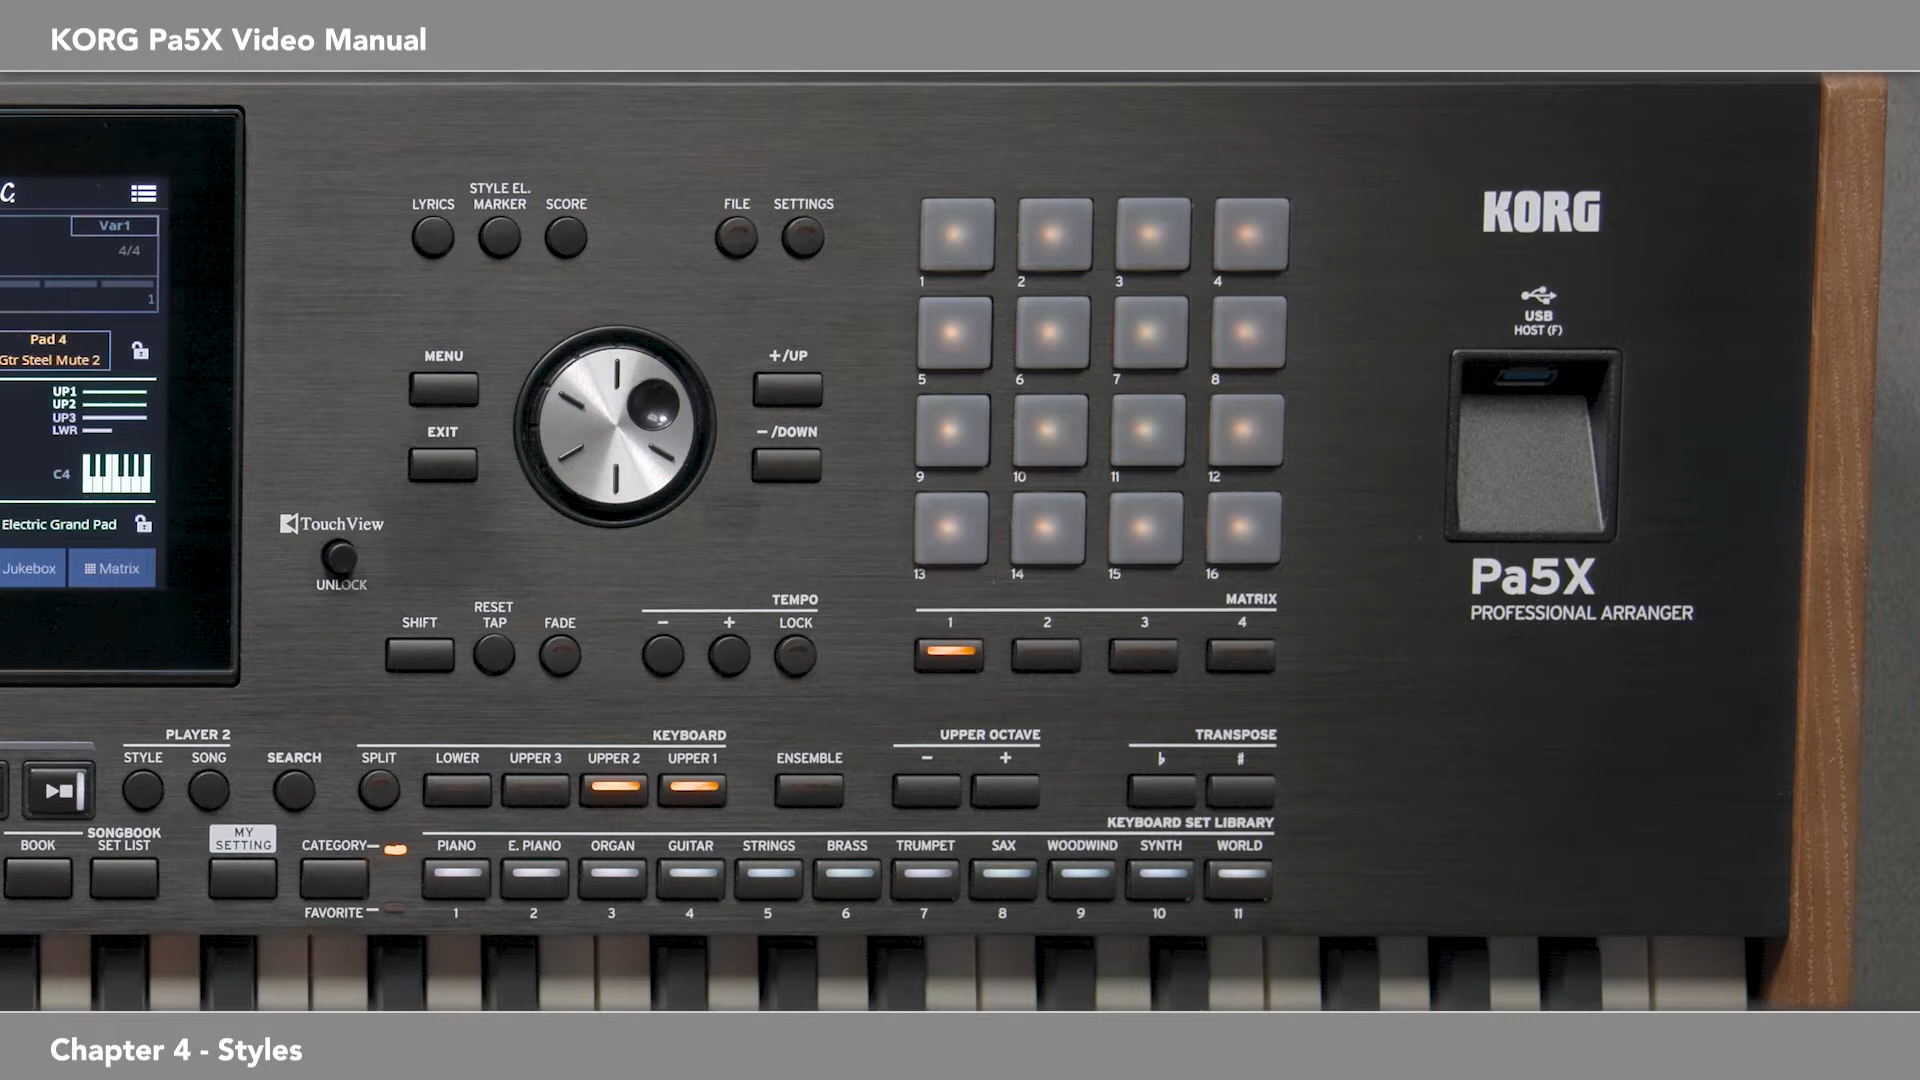 KORG Pa5X Video Manual
Var1
4/4
1
Pad 4
Gtr Steel Mute 2
UP1
UP2
UP3
LWR
C4
Electric Grand Pad
Jukebox
Matrix
LYRICS
STYLE EL.
MARKER
SCORE
FILE
SETTINGS
MENU
EXIT
+/UP
-/DOWN
TouchView
UNLOCK
SHIFT
RESET
TAP
FADE
TEMPO
- + LOCK
1 2 3 4
5 6 7 8
9 10 11 12
13 14 15 16
MATRIX
1 2 3 4
KORG
USB
HOST (F)
Pa5X
PROFESSIONAL ARRANGER
PLAYER 2
STYLE SONG
SEARCH
KEYBOARD
SPLIT LOWER UPPER 3 UPPER 2 UPPER 1
ENSEMBLE
UPPER OCTAVE
- +
TRANSPOSE
♭ ♯
BOOK
SONGBOOK
SET LIST
MY
SETTING
CATEGORY
FAVORITE
KEYBOARD SET LIBRARY
PIANO E. PIANO ORGAN GUITAR STRINGS BRASS TRUMPET SAX WOODWIND SYNTH WORLD
1 2 3 4 5 6 7 8 9 10 11
Chapter 4 - Styles